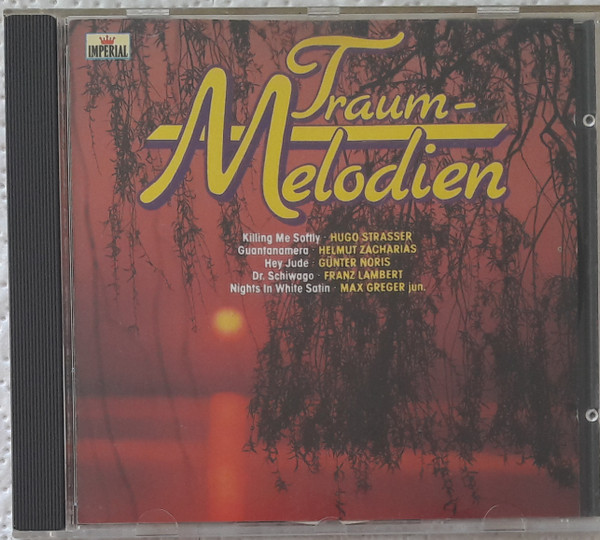 IMPERIAL
Traum-
Melodien
Killing Me Softly · HUGO STRASSER
Guantanamera · HELMUT ZACHARIAS
Hey Jude · GÜNTER NORIS
Dr. Schiwago · FRANZ LAMBERT
Nights In White Satin · MAX GREGER jun.